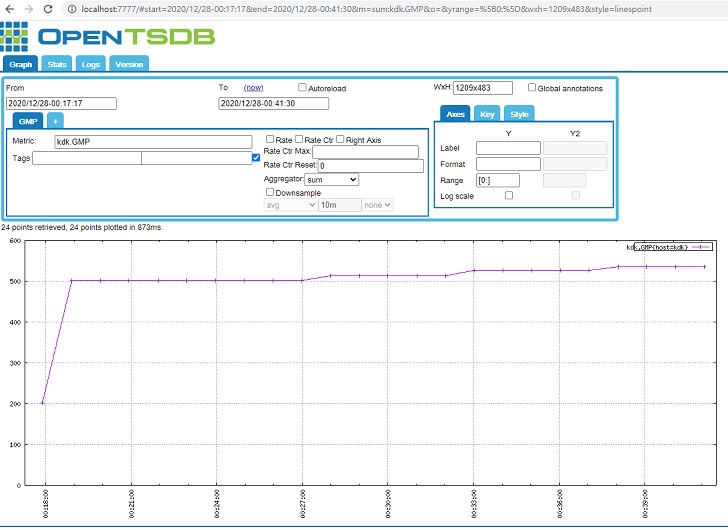 localhost:7777/#start=2020/12/28-00:17:17&end=2020/12/28-00:41:30&m=sum:kdk.GMP&o=&yrange=%5B0:%5D&wxh=1209x483&style=linespoint
OPENTSDB
Graph Stats Logs Version
From To (now) Autoreload WxH: 1209x483 Global annotations
2020/12/28-00:17:17 2020/12/28-00:41:30
GMP + Axes Key Style
Metric: kdk.GMP Rate Rate Ctr Right Axis Y Y2
Tags Rate Ctr Max: Label
Rate Ctr Reset: 0 Format
Aggregator: sum Range [0:]
Downsample Log scale
avg 10m none
24 points retrieved, 24 points plotted in 873ms.
600
kdk.GMP{host=kdk}
500
400
300
200
100
0
00:18:00 00:21:00 00:24:00 00:27:00 00:30:00 00:33:00 00:36:00 00:39:00